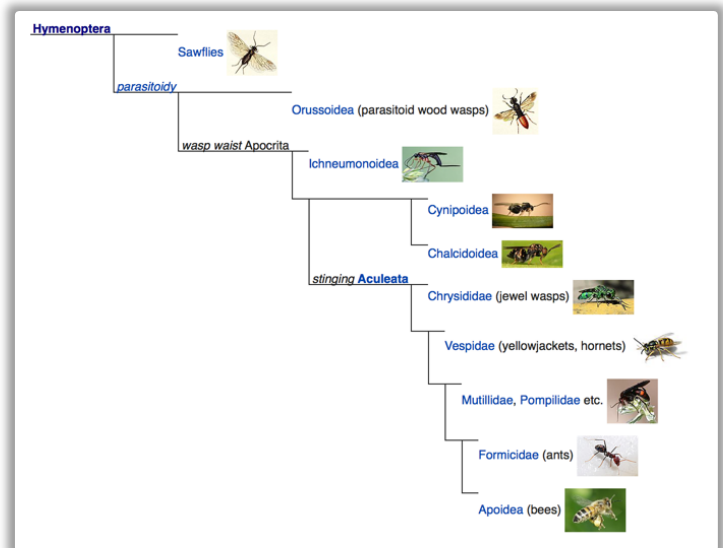 Hymenoptera
Sawflies
parasitoidy
Orussoidea (parasitoid wood wasps)
wasp waist Apocrita
Ichneumonoidea
Cynipoidea
Chalcidoidea
stinging Aculeata
Chrysididae (jewel wasps)
Vespidae (yellowjackets, hornets)
Mutillidae, Pompilidae etc.
Formicidae (ants)
Apoidea (bees)